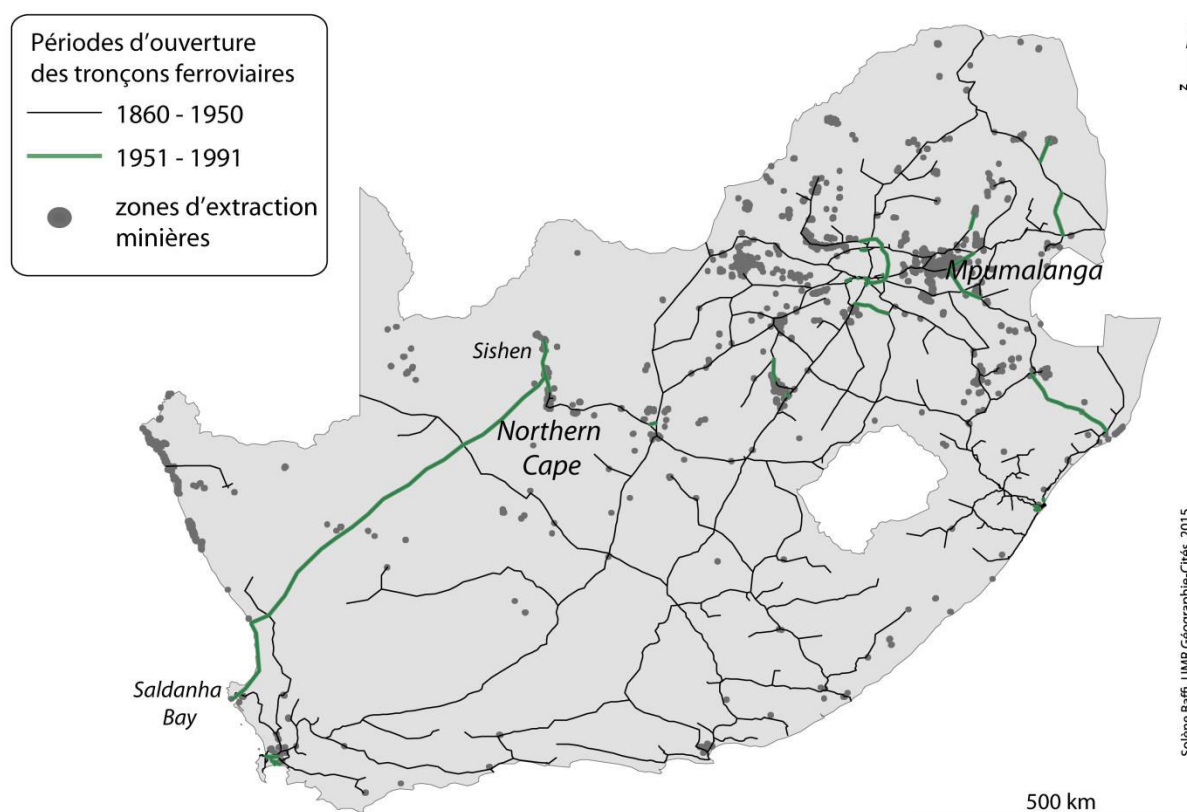 Périodes d'ouverture
des tronçons ferroviaires
1860 - 1950
1951 - 1991
zones d'extraction
minières
Sishen
Northern
Cape
Mpumalanga
Saldanha
Bay
500 km
Solène Baffi, UMR Géographie-Cités, 2015
z